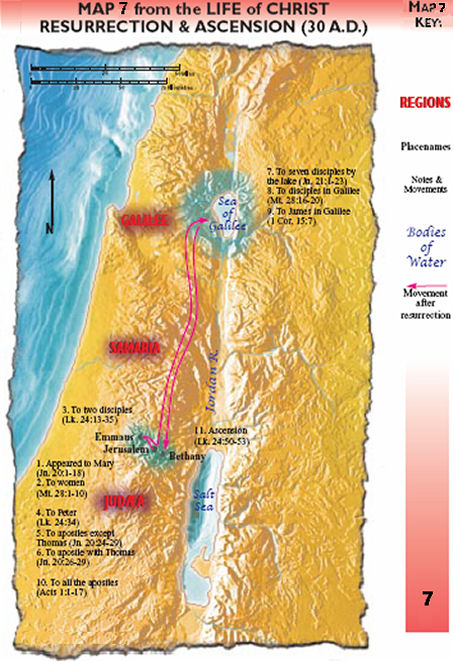 MAP 7 from the LIFE of CHRIST
RESURRECTION & ASCENSION (30 A.D.)
MAP 7
KEY:
REGIONS
Placenames
Notes &
Movements
Bodies
of
Water
Movement
after
resurrection
7
N
7. To seven disciples by
the lake (Jn. 21:1-23)
8. To disciples in Galilee
(Mt. 28:16-20)
9. To James in Galilee
(1 Cor. 15:7)
Sea
of
Galilee
GALILEE
SAMARIA
Jordan R.
3. To two disciples
(Lk. 24:13-35)
11. Ascension
(Lk. 24:50-53)
Emmaus
Jerusalem
Bethany
1. Appeared to Mary
(Jn. 20:1-18)
2. To women
(Mt. 28:1-10)
JUDAEA
Salt
Sea
4. To Peter
(Lk. 24:34)
5. To apostles except
Thomas (Jn. 20:24-29)
6. To apostle with Thomas
(Jn. 20:26-29)
10. To all the apostles
(Acts 1:1-17)